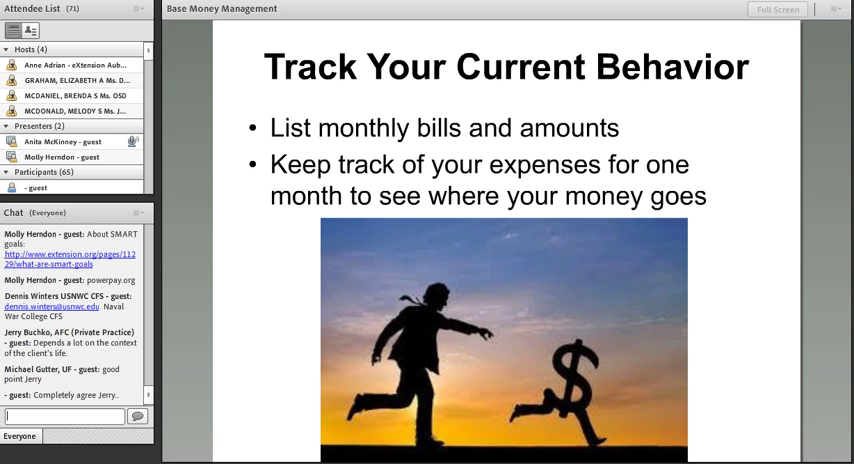 Attendee List (71)
Hosts (4)
Anne Adrian - eXtension Aub...
GRAHAM, ELIZABETH A Ms. D...
MCDANIEL, BRENDA S Ms. OSD
MCDONALD, MELODY S Ms. J...
Presenters (2)
Anita McKinney - guest
Molly Herndon - guest
Participants (65)
- guest
Chat (Everyone)
Molly Herndon - guest: About SMART
goals:
http://www.extension.org/pages/112
29/what-are-smart-goals
Molly Herndon - guest: powerpay.org
Dennis Winters USNWC CFS - guest:
dennis.winters@usnwc.edu Naval
War College CFS
Jerry Buchko, AFC (Private Practice)
- guest: Depends a lot on the context
of the client's life.
Michael Gutter, UF - guest: good
point Jerry
- guest: Completely agree Jerry..
Everyone
Base Money Management
Full Screen
Track Your Current Behavior
• List monthly bills and amounts
• Keep track of your expenses for one
month to see where your money goes
$